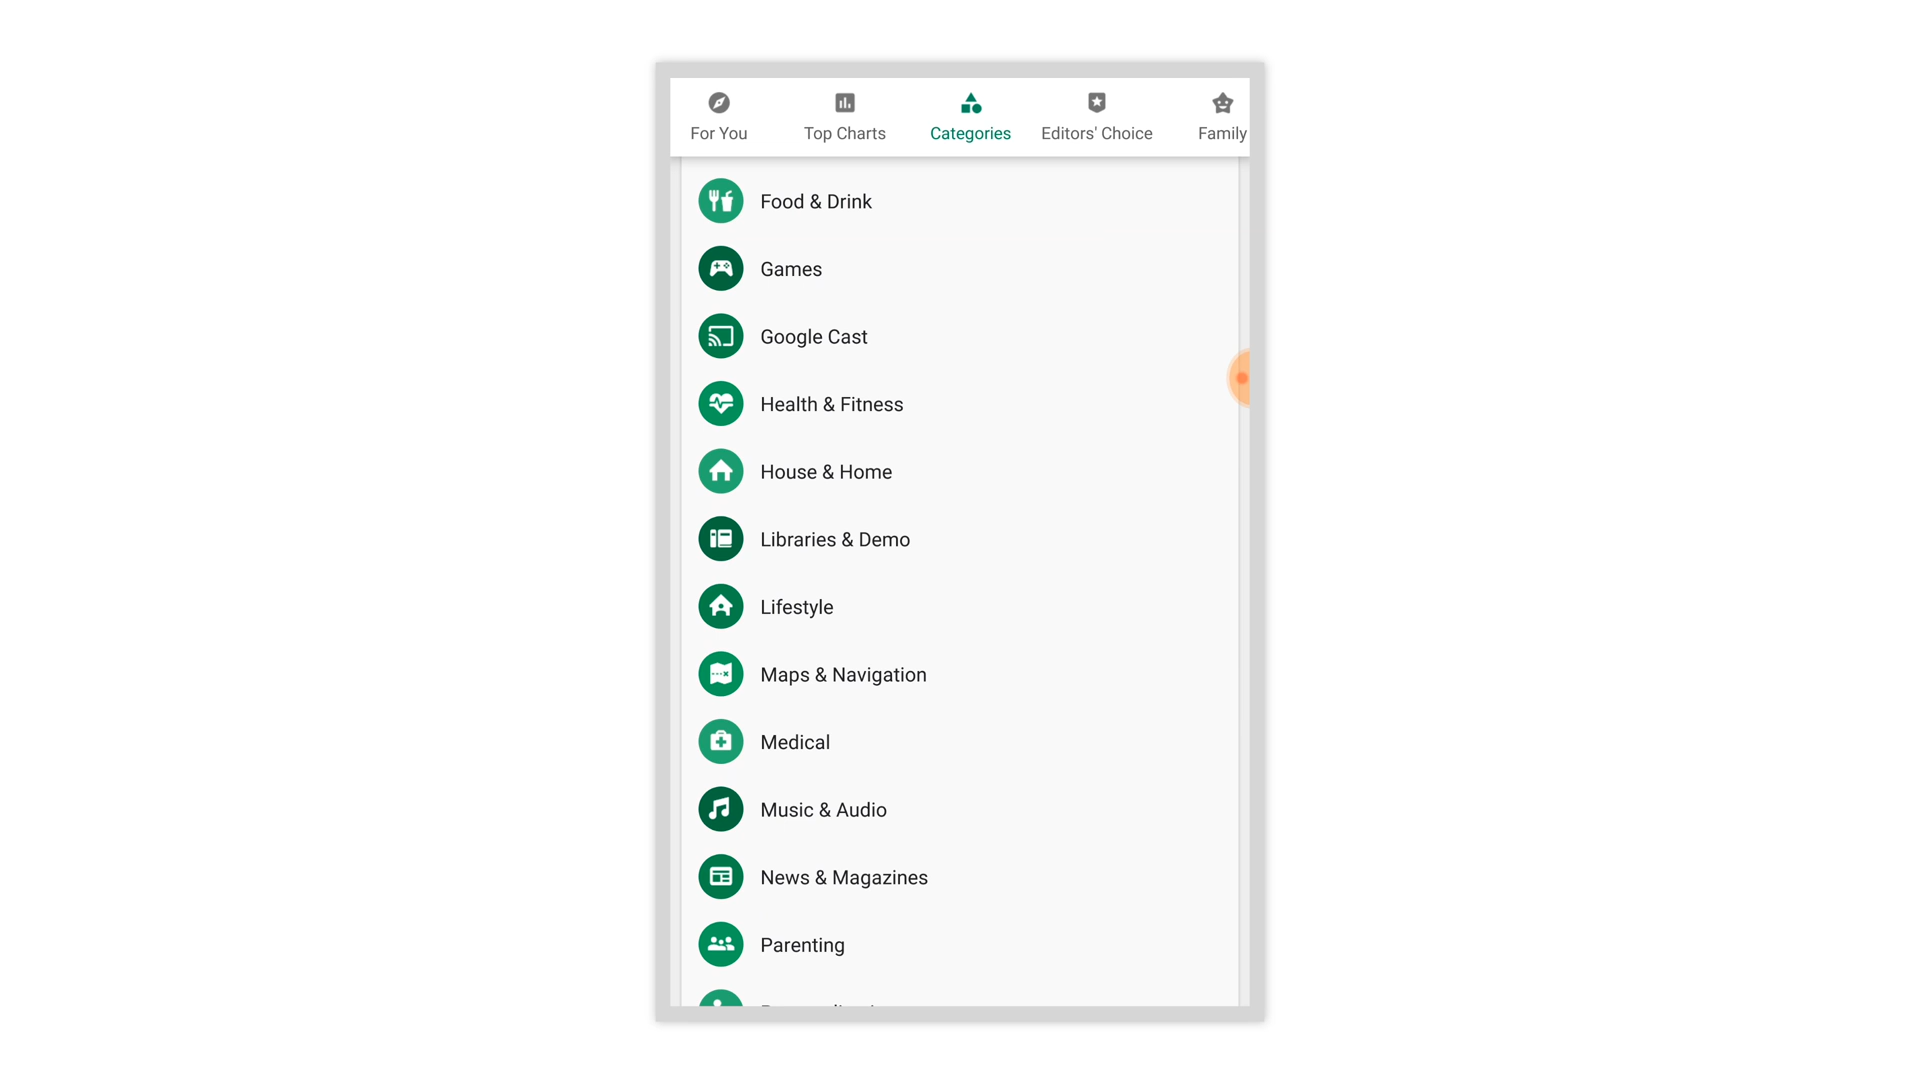 For You
Top Charts
Categories
Editors' Choice
Family
Food & Drink
Games
Google Cast
Health & Fitness
House & Home
Libraries & Demo
Lifestyle
Maps & Navigation
Medical
Music & Audio
News & Magazines
Parenting